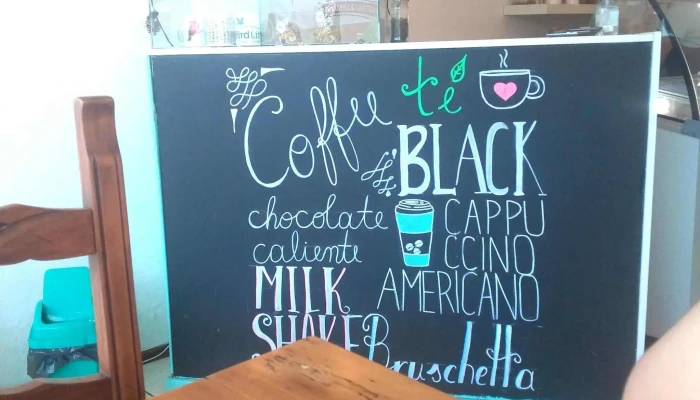 Coffee té
BLACK
chocolate CAPPU
caliente CCINO
MILK AMERICANO
SHAKE Bruschetta